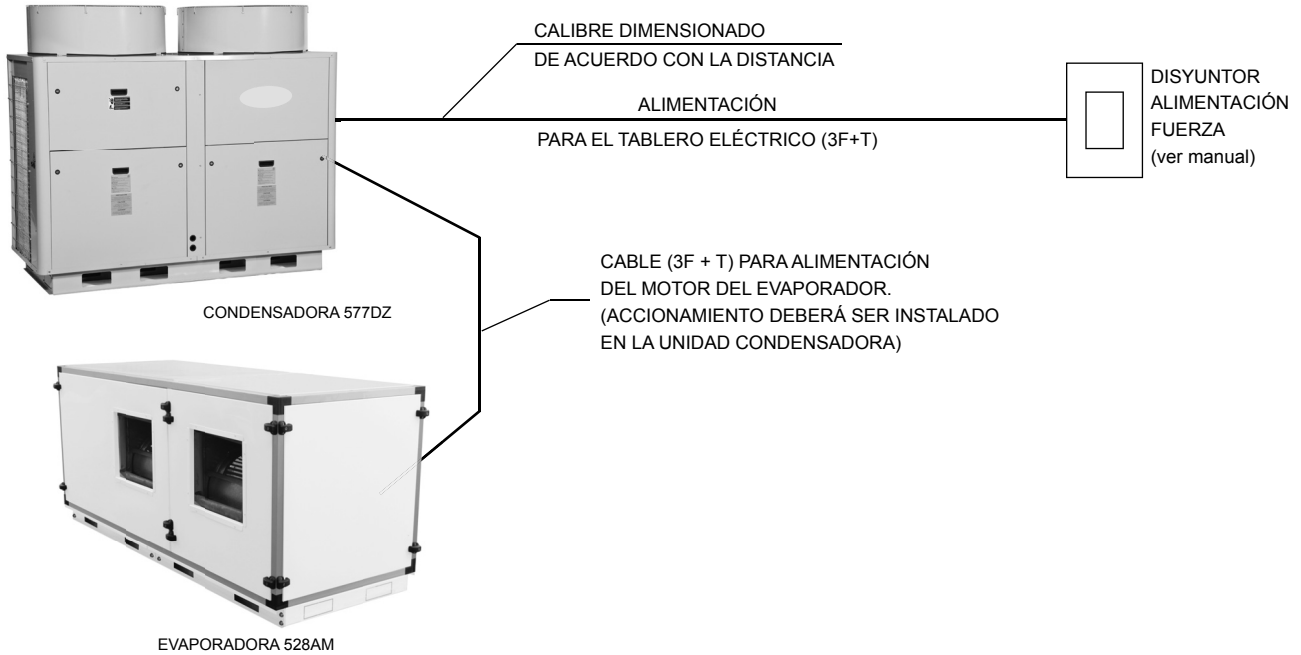 CALIBRE DIMENSIONADO
DE ACUERDO CON LA DISTANCIA
ALIMENTACIÓN
PARA EL TABLERO ELÉCTRICO (3F+T)
DISYUNTOR
ALIMENTACIÓN
FUERZA
(ver manual)
CABLE (3F + T) PARA ALIMENTACIÓN
DEL MOTOR DEL EVAPORADOR.
(ACCIONAMIENTO DEBERÁ SER INSTALADO
EN LA UNIDAD CONDENSADORA)
CONDENSADORA 577DZ
EVAPORADORA 528AM